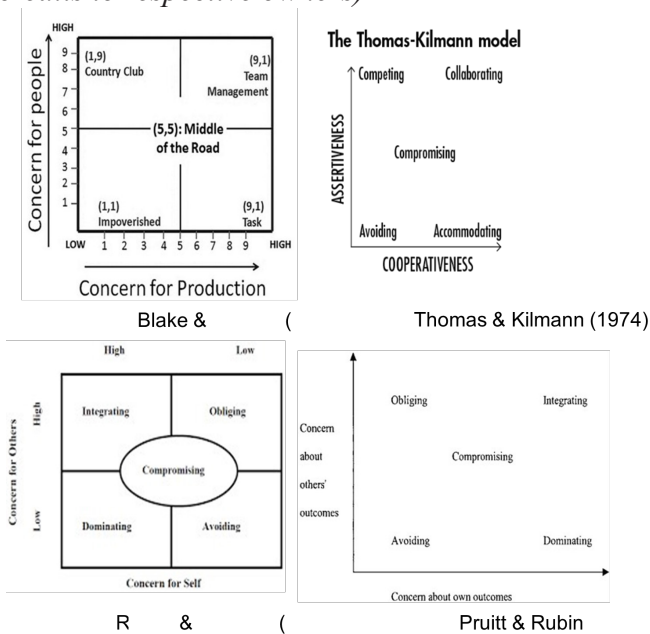 to respective owners)
HIGH
(1,9)
Country Club
(9,1)
Team
Management
(5,5): Middle
of the Road
(1,1)
Impoverished
(9,1)
Task
9
8
7
6
5
4
3
2
1
Concern for people
LOW 1 2 3 4 5 6 7 8 9 HIGH
Concern for Production
The Thomas-Kilmann model
Competing Collaborating
Compromising
Avoiding Accommodating
ASSERTIVENESS
COOPERATIVENESS
Blake & ( Thomas & Kilmann (1974)
High Low
Integrating Obliging
Compromising
Dominating Avoiding
Concern for Others
High
Low
Concern for Self
Obliging Integrating
Concern
about
others'
outcomes
Compromising
Avoiding Dominating
Concern about own outcomes
R & ( Pruitt & Rubin